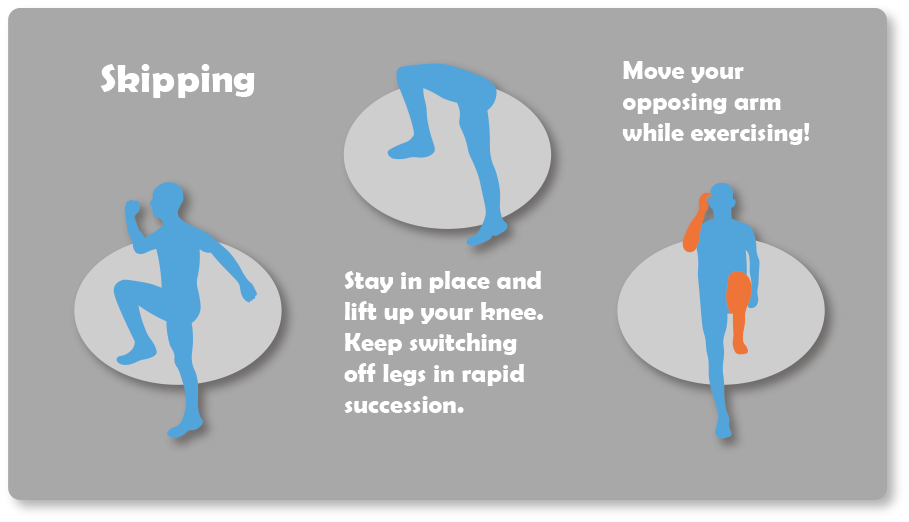 Skipping
Stay in place and
lift up your knee.
Keep switching
off legs in rapid
succession.
Move your
opposing arm
while exercising!